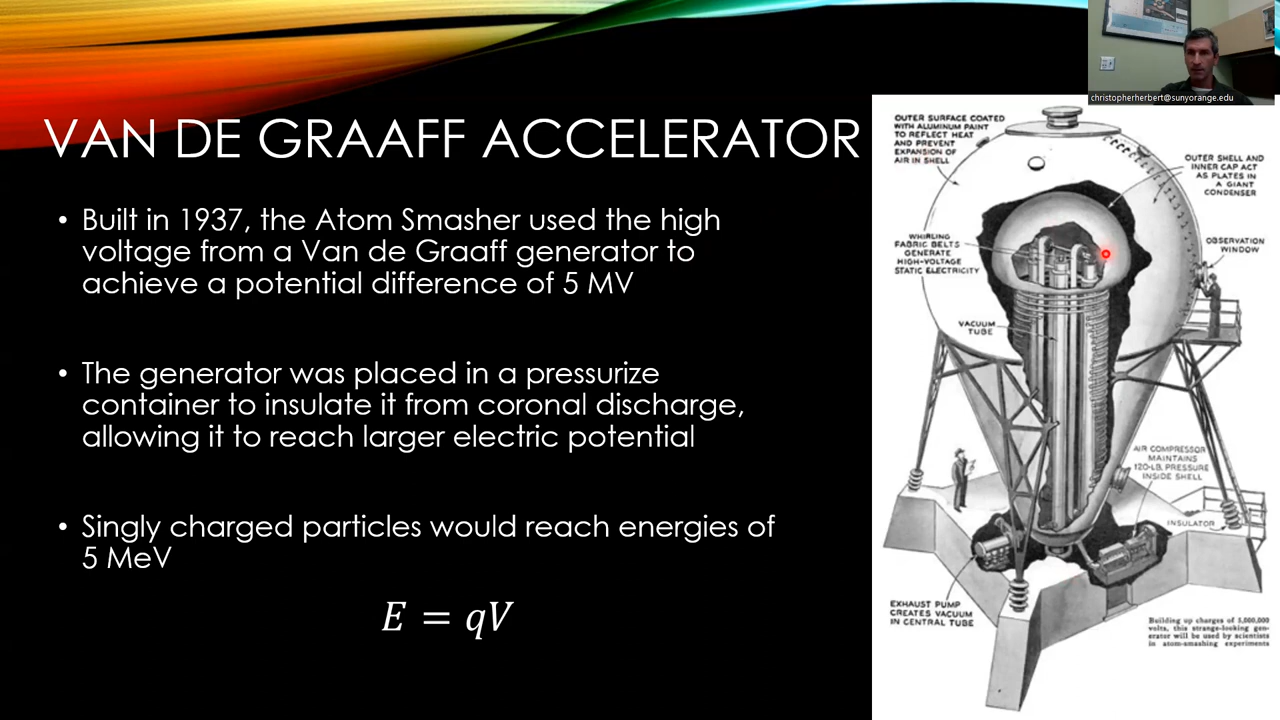 christopherherbert@sunyorange.edu
VAN DE GRAAFF ACCELERATOR
• Built in 1937, the Atom Smasher used the high
voltage from a Van de Graaff generator to
achieve a potential difference of 5 MV
• The generator was placed in a pressurize
container to insulate it from coronal discharge,
allowing it to reach larger electric potential
• Singly charged particles would reach energies of
5 MeV
E = qV
OUTER SURFACE COATED
WITH ALUMINUM PAINT
TO REFLECT HEAT
AND PREVENT
EXPANSION OF
AIR IN SHELL
OUTER SHELL AND
INNER CAP ACT
AS PLATES IN
A GIANT
CONDENSER
WHIRLING
FABRIC BELTS
GENERATE
HIGH-VOLTAGE
STATIC ELECTRICITY
OBSERVATION
WINDOW
VACUUM
TUBE
AIR COMPRESSOR
MAINTAINS
120-LB. PRESSURE
INSIDE SHELL
INSULATOR
EXHAUST PUMP
CREATES VACUUM
IN CENTRAL TUBE
Building up charges of 5,000,000
volts, this strange-looking gen-
erator will be used by scientists
in atom-smashing experiments